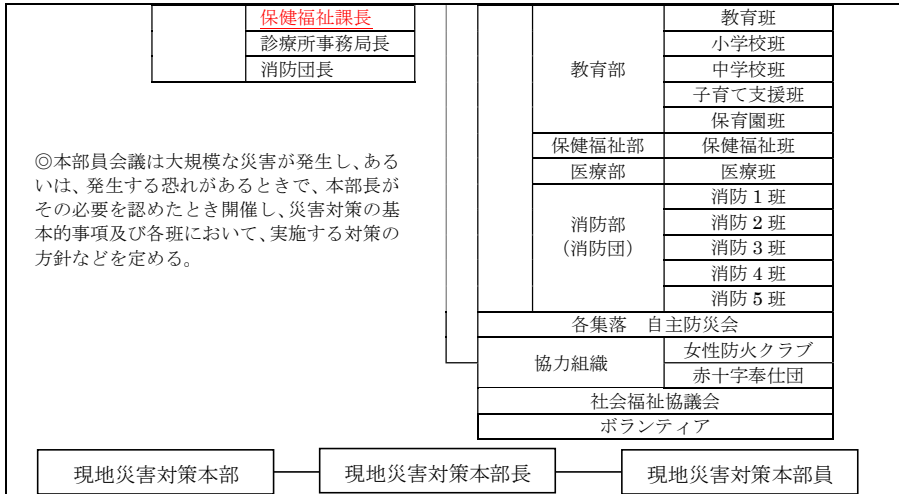 保健福祉課長
診療所事務局長
消防団長
◎本部員会議は大規模な災害が発生し、ある
いは、発生する恐れがあるときで、本部長が
その必要を認めたとき開催し、災害対策の基
本的事項及び各班において、実施する対策の
方針などを定める。
教育部
教育班
小学校班
中学校班
子育て支援班
保育園班
保健福祉部
保健福祉班
医療部
医療班
消防部
（消防団）
消防 1 班
消防 2 班
消防 3 班
消防 4 班
消防 5 班
各集落　自主防災会
協力組織
女性防火クラブ
赤十字奉仕団
社会福祉協議会
ボランティア
現地災害対策本部
現地災害対策本部長
現地災害対策本部員